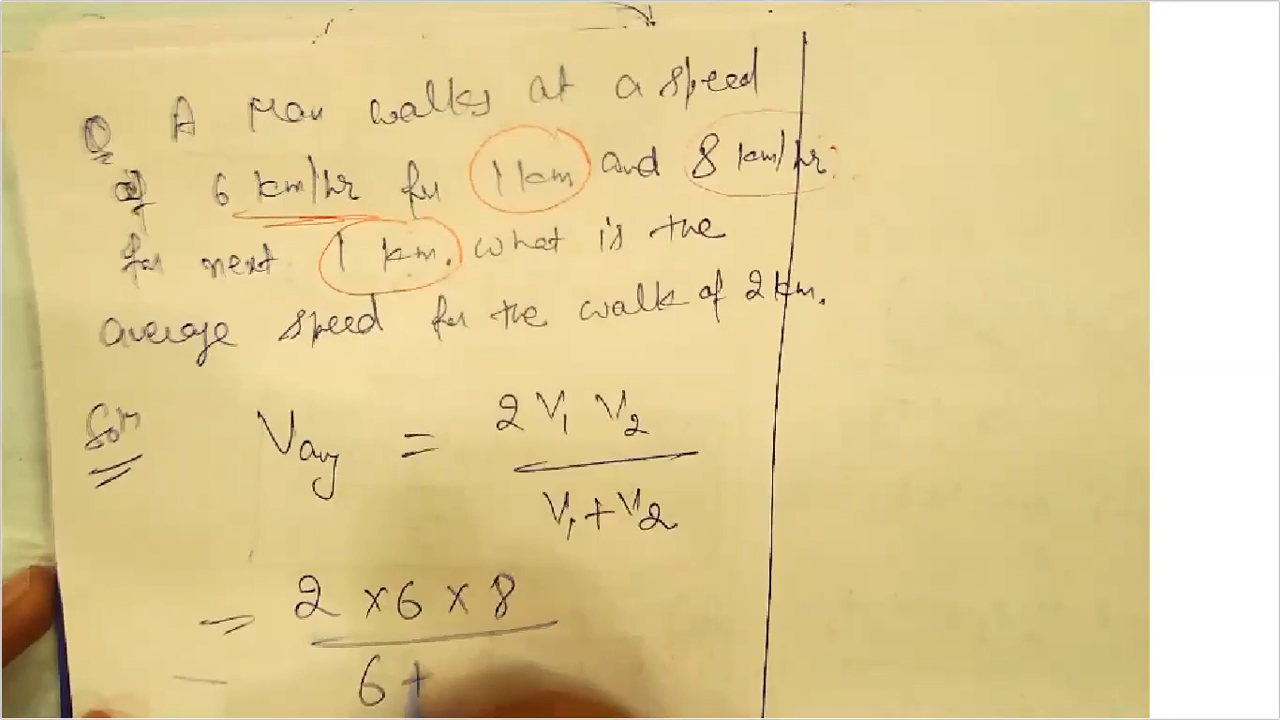 Q. A Man walks at a speed
of 6 km/hr for 1 km and 8 km/hr.
for next 1 km. what is the
average speed for the walk of 2 km.
Soln Vavg = 2 V1 V2
V1 + V2
= 2 × 6 × 8
6 +